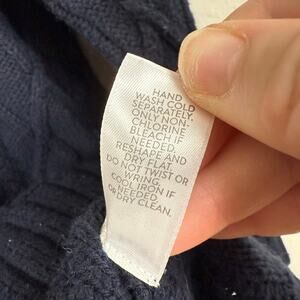 HAND
WASH COLD
SEPARATELY.
ONLY NON-
CHLORINE
BLEACH IF
NEEDED.
RESHAPE AND
DRY FLAT.
DO NOT TWIST OR
WRING.
COOL IRON IF
NEEDED.
OR DRY CLEAN.